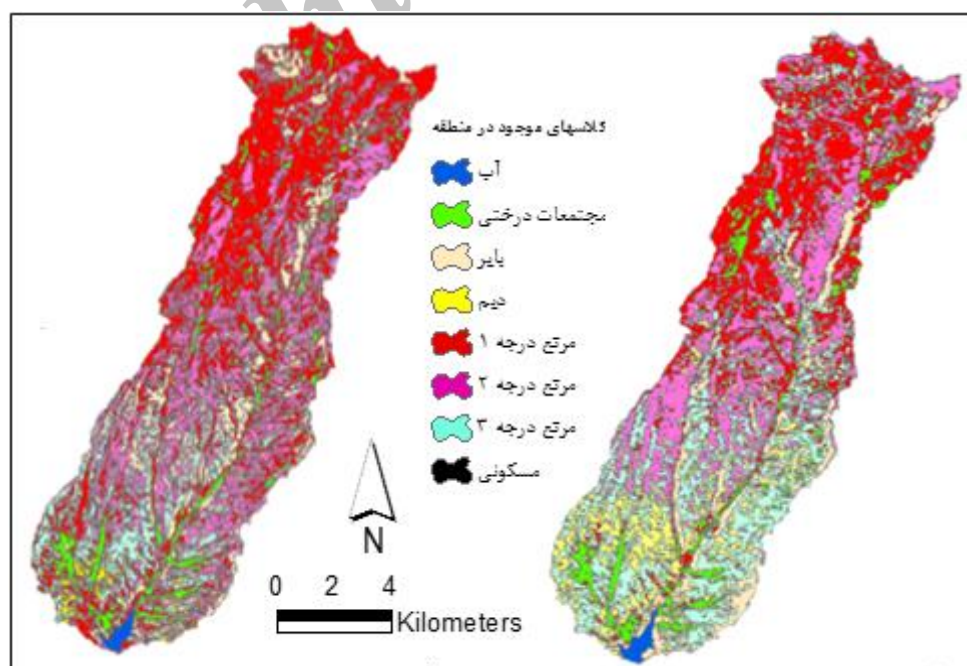 کلاسهای موجود در منطقه
آب
مجتمعات درختی
بایر
دیم
مرتع درجه ۱
مرتع درجه ۲
مرتع درجه ۳
مسکونی
N
0 2 4
Kilometers